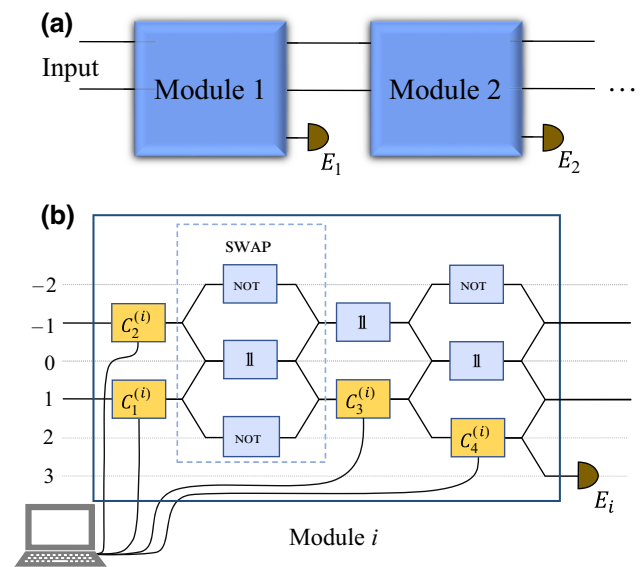 (a)
Input
Module 1
Module 2
...
E₁
E₂
(b)
SWAP
−2
NOT
NOT
−1
C₂⁽ⁱ⁾
𝟙
0
𝟙
𝟙
1
C₁⁽ⁱ⁾
C₃⁽ⁱ⁾
2
NOT
C₄⁽ⁱ⁾
3
Eᵢ
Module i